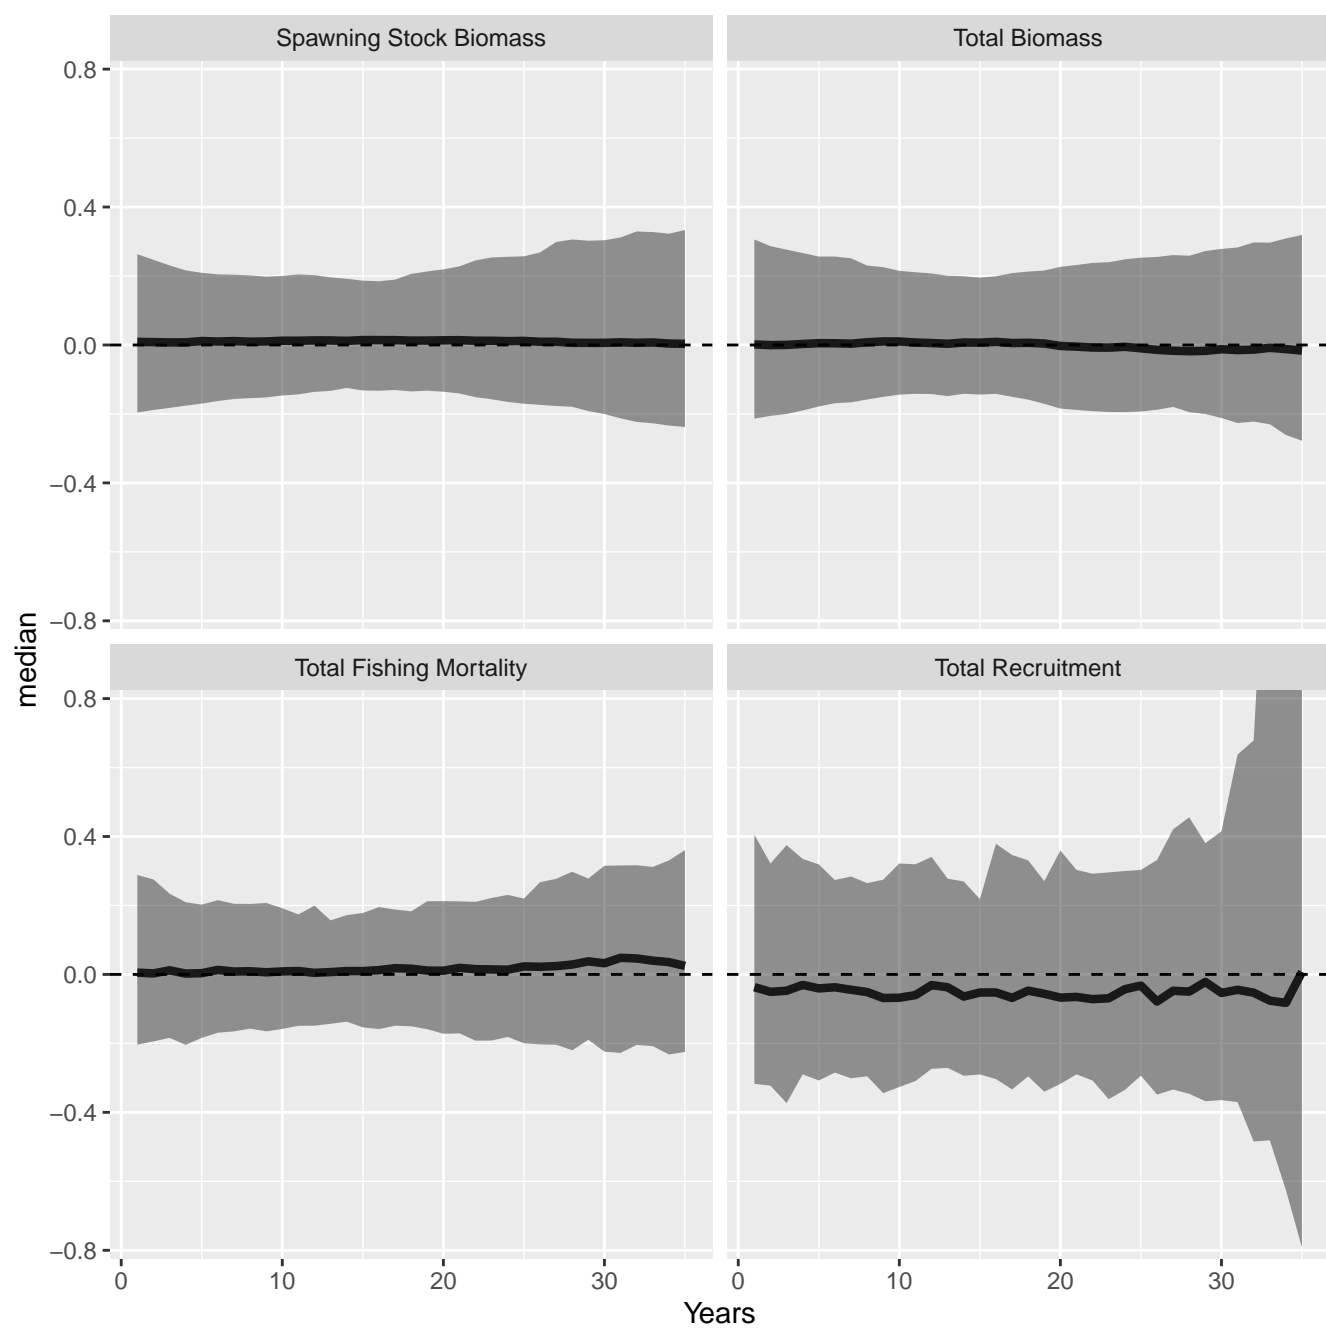 Spawning Stock Biomass
Total Biomass
0.8
0.4
0.0
−0.4
−0.8
median
Total Fishing Mortality
Total Recruitment
0.8
0.4
0.0
−0.4
−0.8
0 10 20 30
0 10 20 30
Years